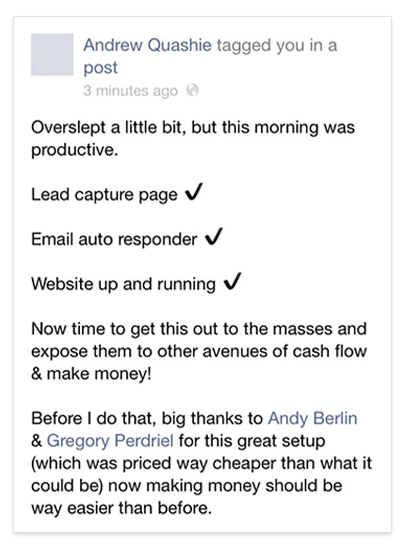 Andrew Quashie tagged you in a
post
3 minutes ago
Overslept a little bit, but this morning was
productive.
Lead capture page ✔
Email auto responder ✔
Website up and running ✔
Now time to get this out to the masses and
expose them to other avenues of cash flow
& make money!
Before I do that, big thanks to Andy Berlin
& Gregory Perdriel for this great setup
(which was priced way cheaper than what it
could be) now making money should be
way easier than before.